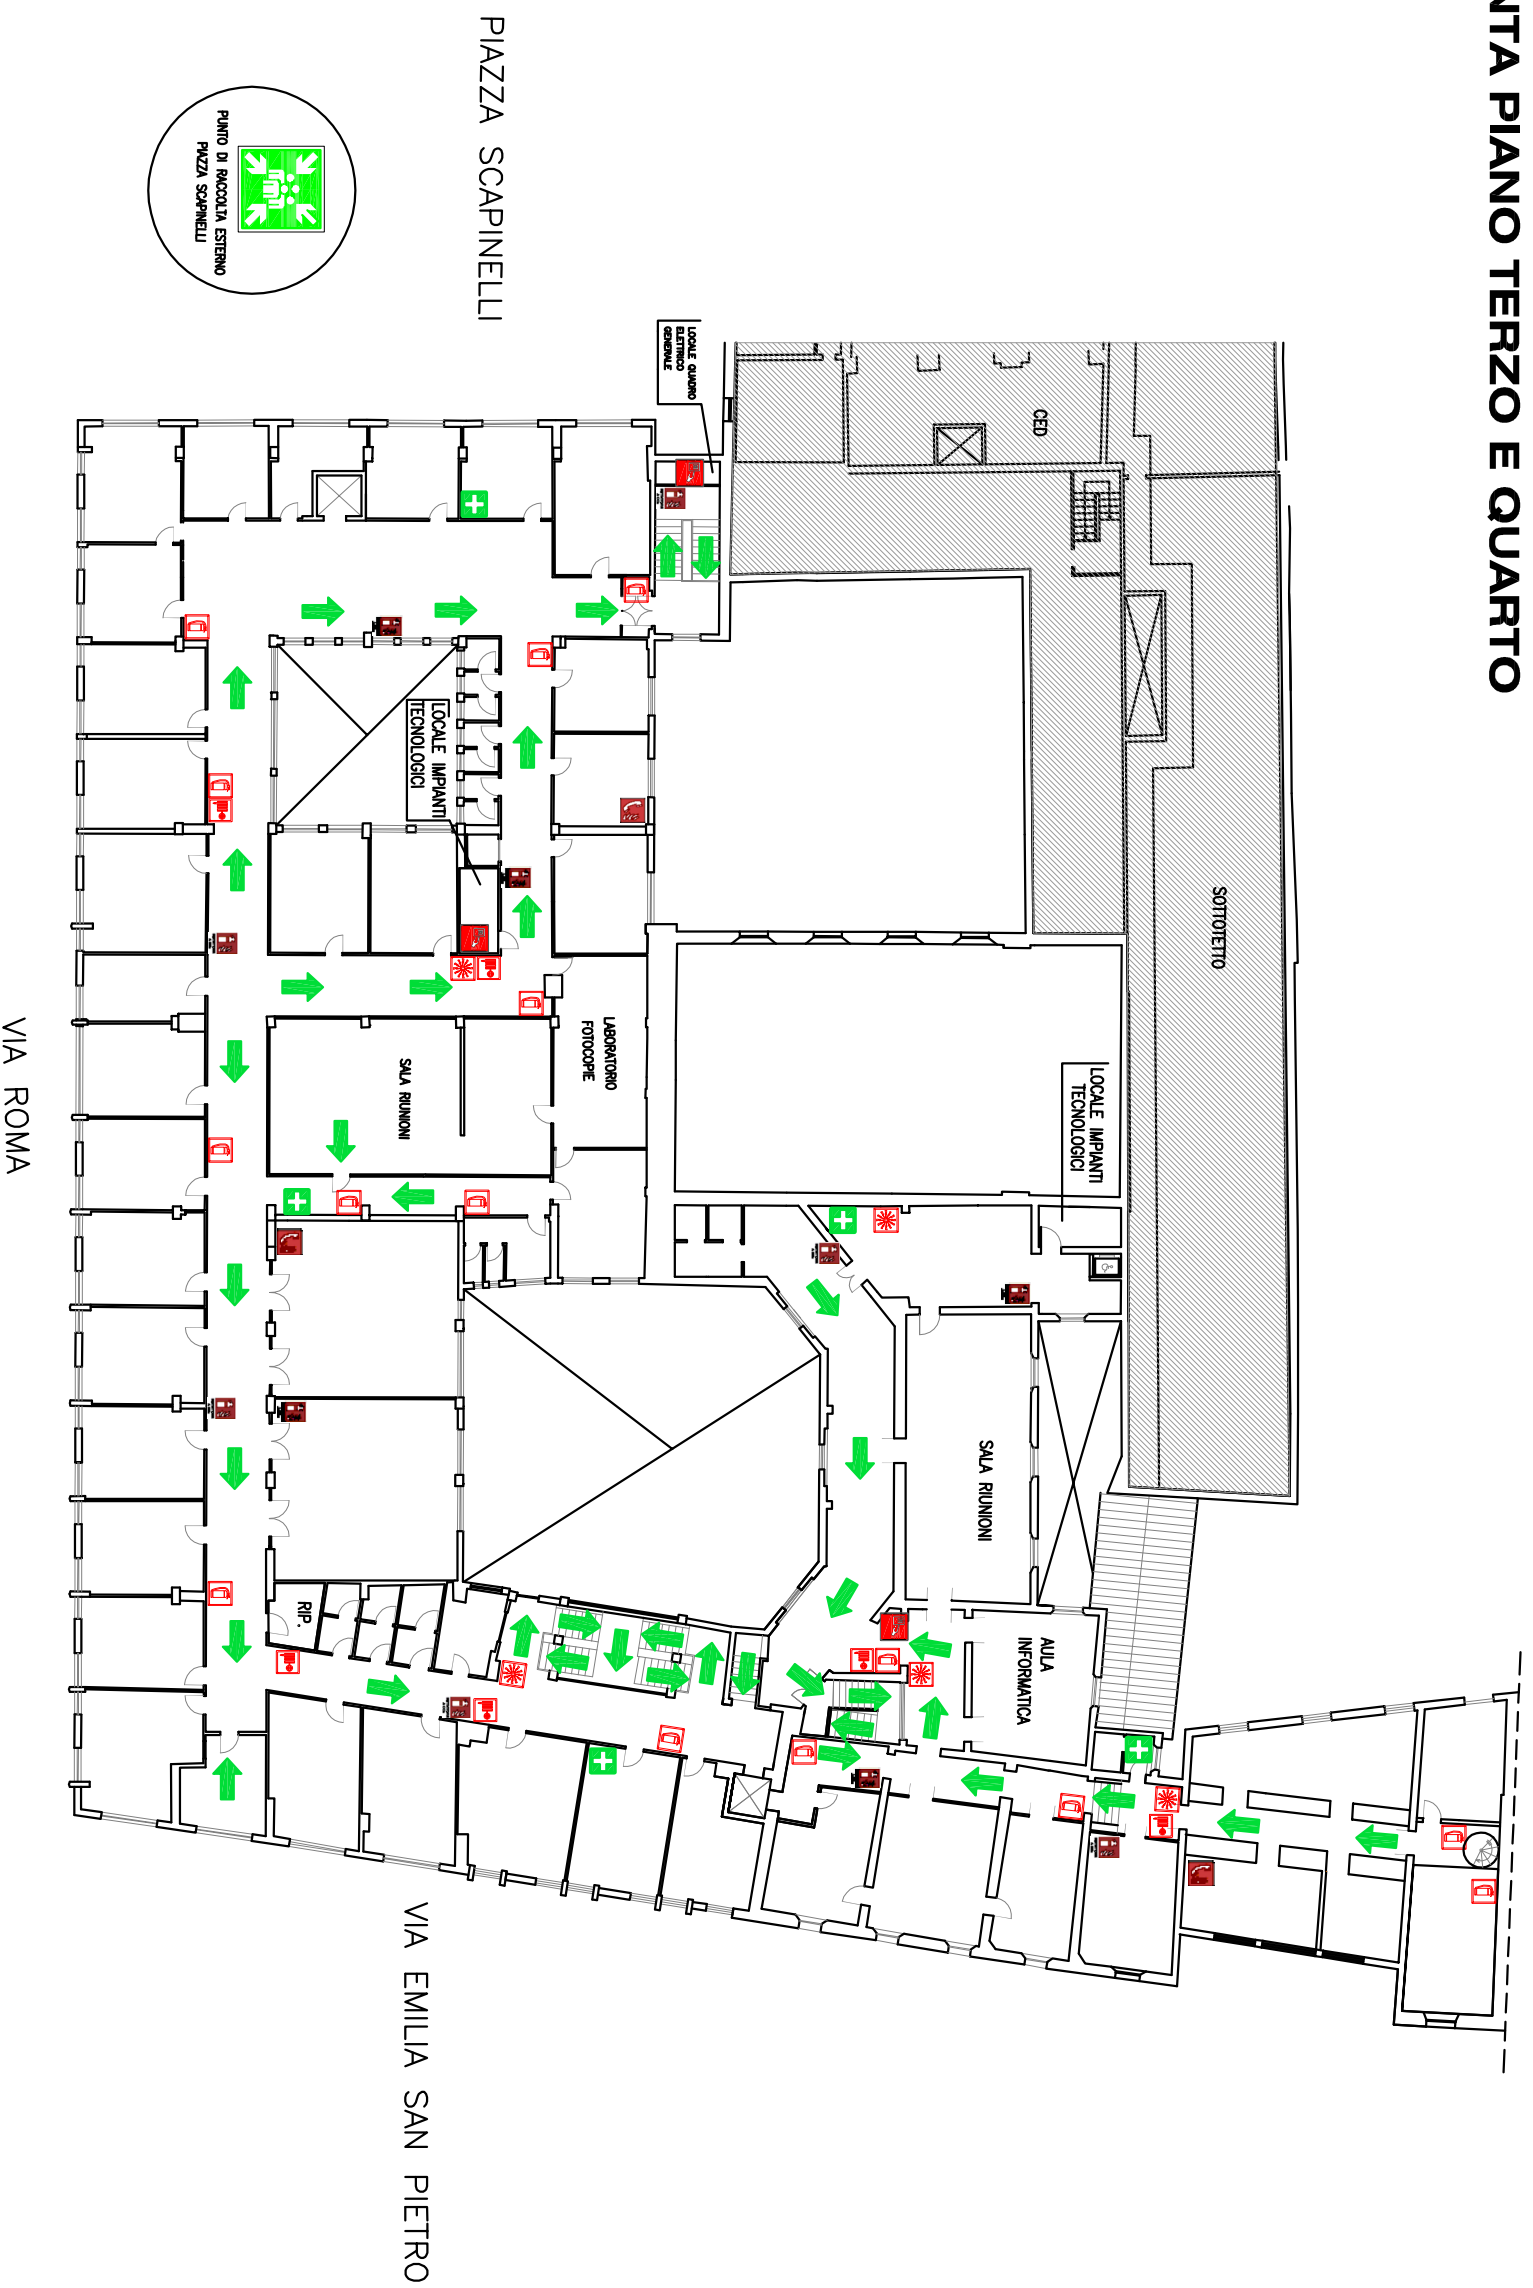 NTA PIANO TERZO E QUARTO
PIAZZA SCAPINELLI
PUNTO DI RACCOLTA ESTERNO
PIAZZA SCAPINELLI
LOCALE QUADRO
ELETTRICO
GENERALE
CED
SOTTOTETTO
LOCALE IMPIANTI
TECNOLOGICI
LABORATORIO
FOTOCOPIE
SALA RIUNIONI
LOCALE IMPIANTI
TECNOLOGICI
SALA RIUNIONI
AULA
INFORMATICA
RIP.
VIA ROMA
VIA EMILIA SAN PIETRO